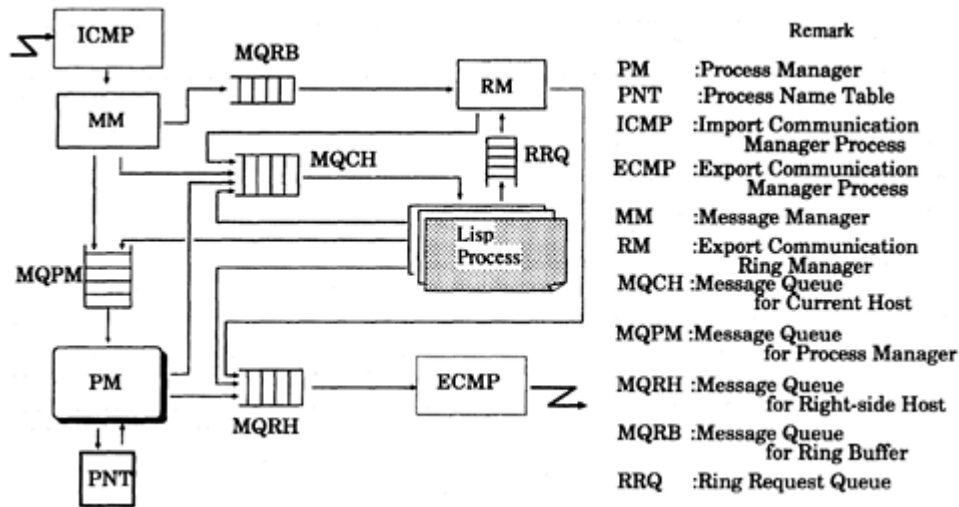 ICMP
MQRB
RM
MM
MQCH
RRQ
Lisp
Process
MQPM
PM
ECMP
MQRH
PNT
Remark
PM :Process Manager
PNT :Process Name Table
ICMP :Import Communication
Manager Process
ECMP :Export Communication
Manager Process
MM :Message Manager
RM :Export Communication
Ring Manager
MQCH :Message Queue
for Current Host
MQPM :Message Queue
for Process Manager
MQRH :Message Queue
for Right-side Host
MQRB :Message Queue
for Ring Buffer
RRQ :Ring Request Queue